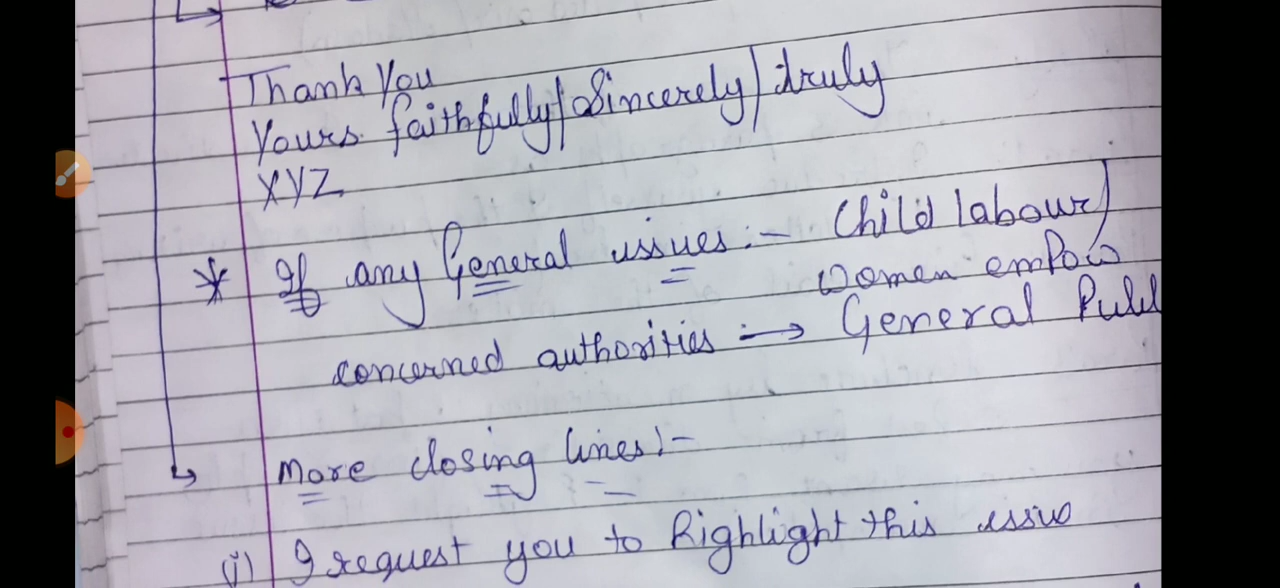 Thank You
Yours faithfully/Sincerely/truly
XYZ
* If any General issues :- Child labour/
women empow
concerned authorities → General Publ
More closing lines :-
(i) I request you to highlight this issue